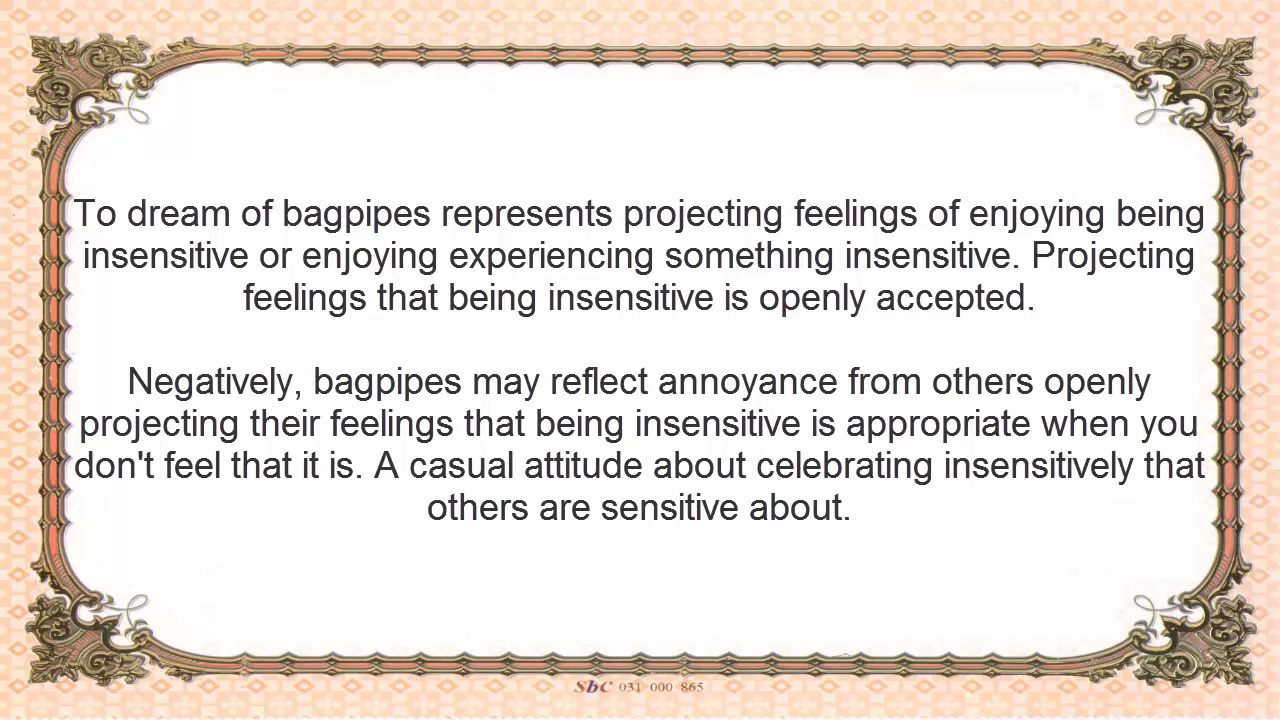 To dream of bagpipes represents projecting feelings of enjoying being
insensitive or enjoying experiencing something insensitive. Projecting
feelings that being insensitive is openly accepted.
Negatively, bagpipes may reflect annoyance from others openly
projecting their feelings that being insensitive is appropriate when you
don't feel that it is. A casual attitude about celebrating insensitively that
others are sensitive about.
SbC 031 000 865